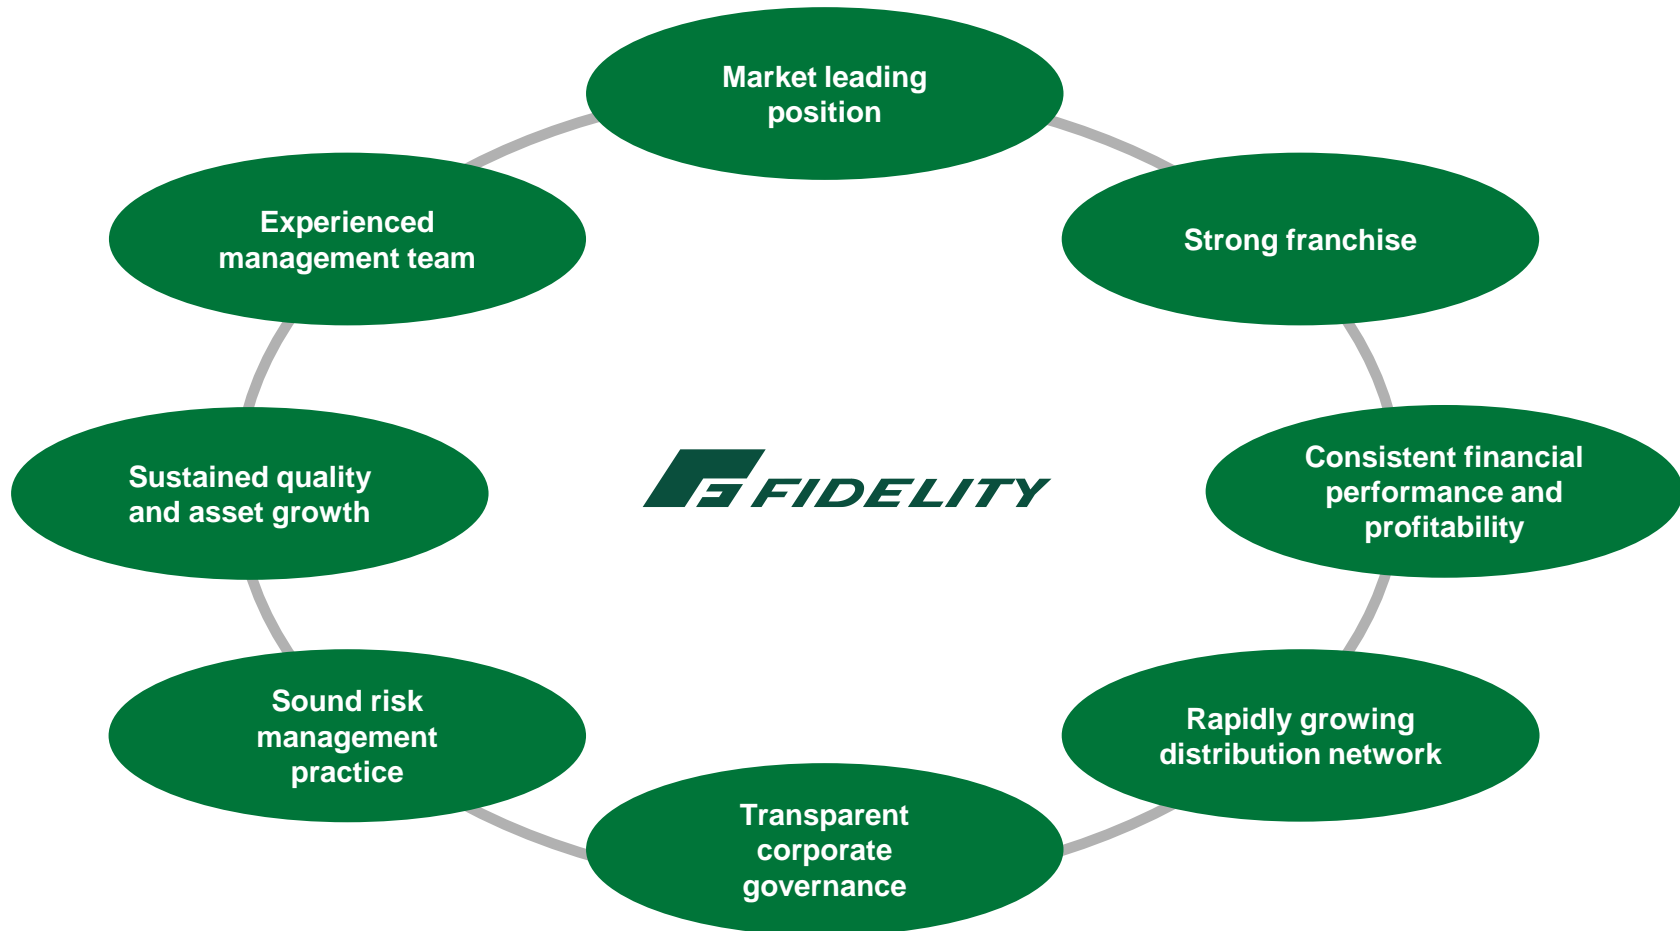 Market leading
position
Strong franchise
Consistent financial
performance and
profitability
Rapidly growing
distribution network
Transparent
corporate
governance
Sound risk
management
practice
Sustained quality
and asset growth
Experienced
management team
FIDELITY